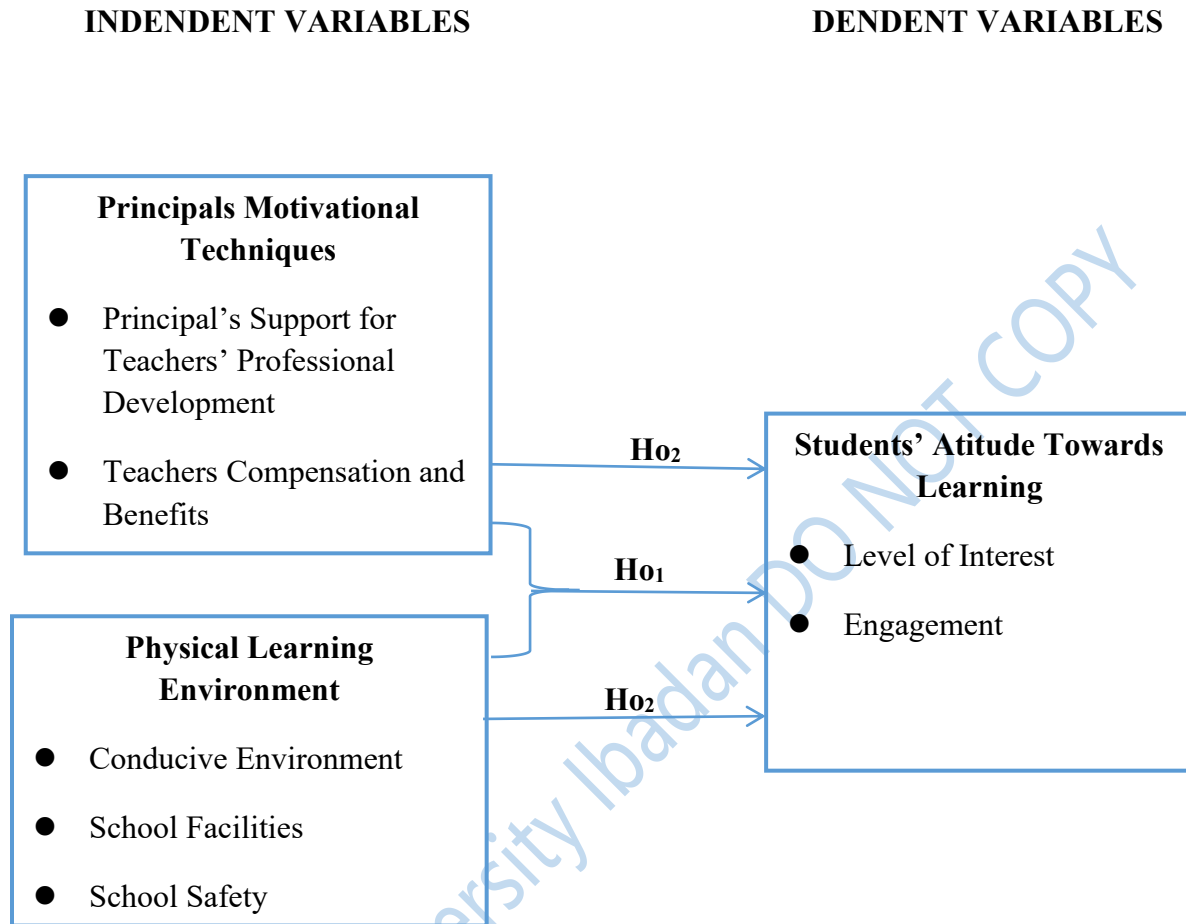 INDENDENT VARIABLES
DENDENT VARIABLES
Principals Motivational
Techniques
● Principal’s Support for
Teachers’ Professional
Development
● Teachers Compensation and
Benefits
Ho₂
Ho₁
Physical Learning
Environment
● Conducive Environment
● School Facilities
● School Safety
Ho₂
Students’ Atitude Towards
Learning
● Level of Interest
● Engagement
ersity Ibadan DO NOT COPY